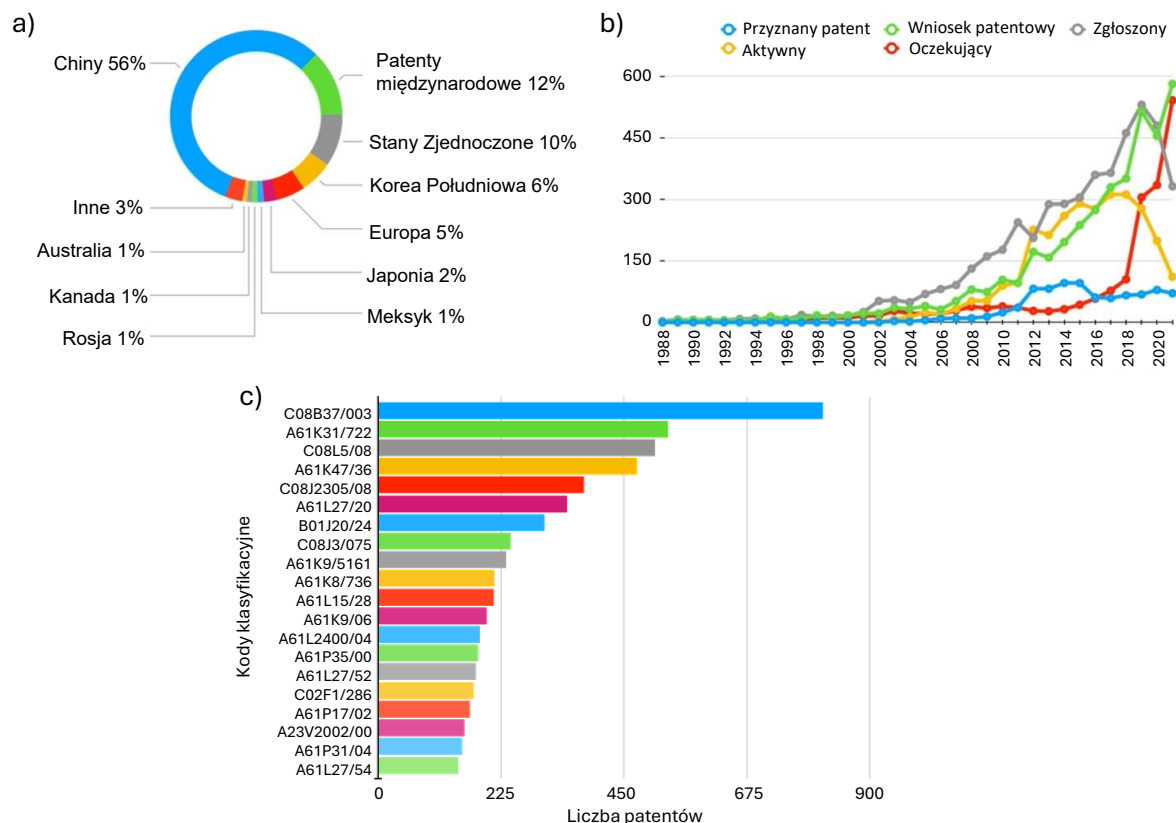 a)
Chiny 56%
Patenty
międzynarodowe 12%
Stany Zjednoczone 10%
Korea Południowa 6%
Europa 5%
Japonia 2%
Meksyk 1%
Inne 3%
Australia 1%
Kanada 1%
Rosja 1%
b)
Przyznany patent
Wniosek patentowy
Zgłoszony
Aktywny
Oczekujący
600
450
300
150
0
1988
1990
1992
1994
1996
1998
2000
2002
2004
2006
2008
2010
2012
2014
2016
2018
2020
c)
Kody klasyfikacyjne
C08B37/003
A61K31/722
C08L5/08
A61K47/36
C08J2305/08
A61L27/20
B01J20/24
C08J3/075
A61K9/5161
A61K8/736
A61L15/28
A61K9/06
A61L2400/04
A61P35/00
A61L27/52
C02F1/286
A61P17/02
A23V2002/00
A61P31/04
A61L27/54
0 225 450 675 900
Liczba patentów